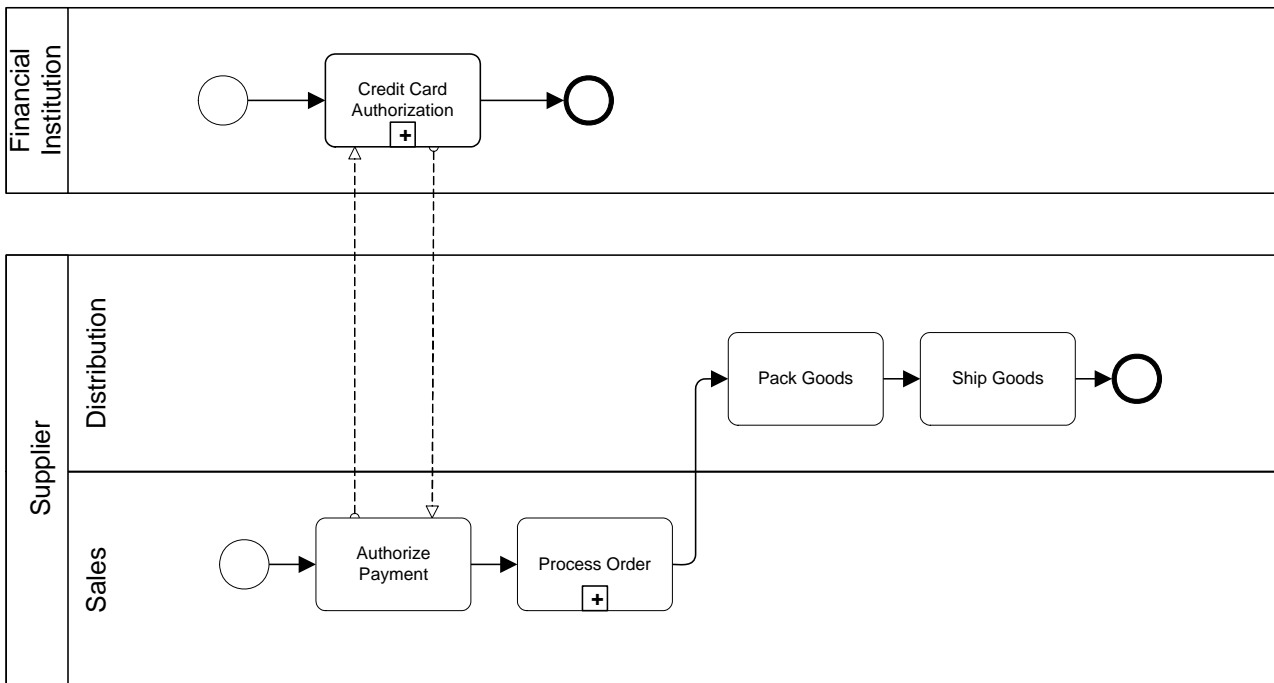 Financial
Institution
Credit Card
Authorization
Supplier
Distribution
Pack Goods
Ship Goods
Sales
Authorize
Payment
Process Order